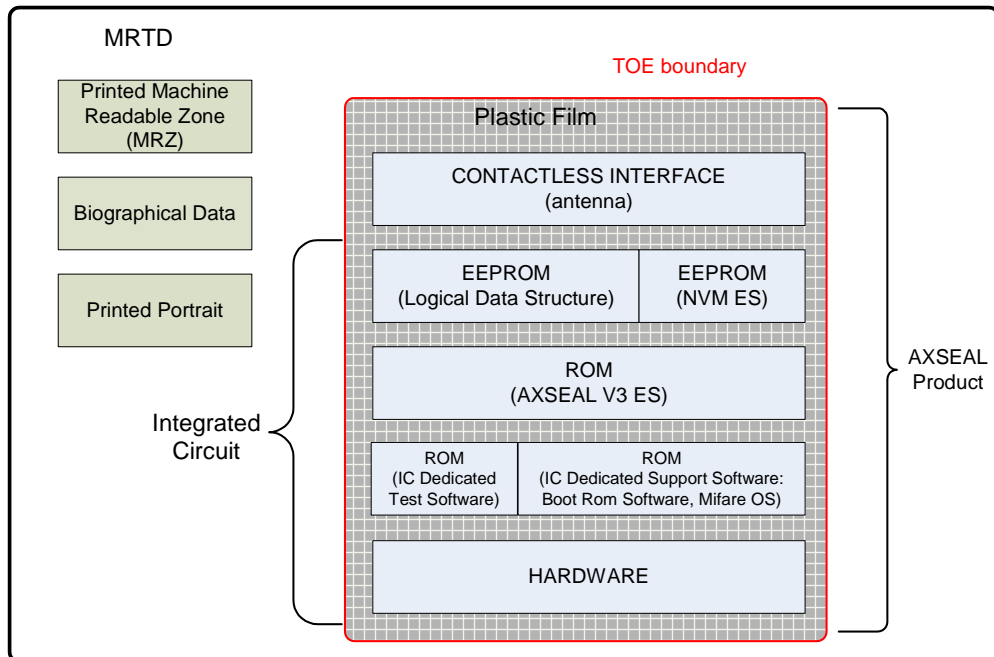 MRTD
TOE boundary
Printed Machine
Readable Zone
(MRZ)
Biographical Data
Printed Portrait
Integrated
Circuit
Plastic Film
CONTACTLESS INTERFACE
(antenna)
EEPROM
(Logical Data Structure)
EEPROM
(NVM ES)
ROM
(AXSEAL V3 ES)
ROM
(IC Dedicated
Test Software)
ROM
(IC Dedicated Support Software:
Boot Rom Software, Mifare OS)
HARDWARE
AXSEAL
Product